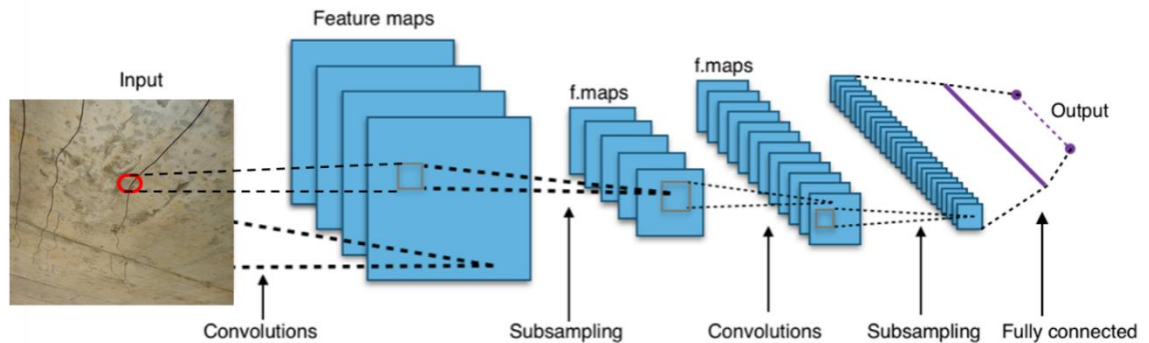 Feature maps
Input
f.maps
f.maps
Output
Convolutions
Subsampling
Convolutions
Subsampling
Fully connected